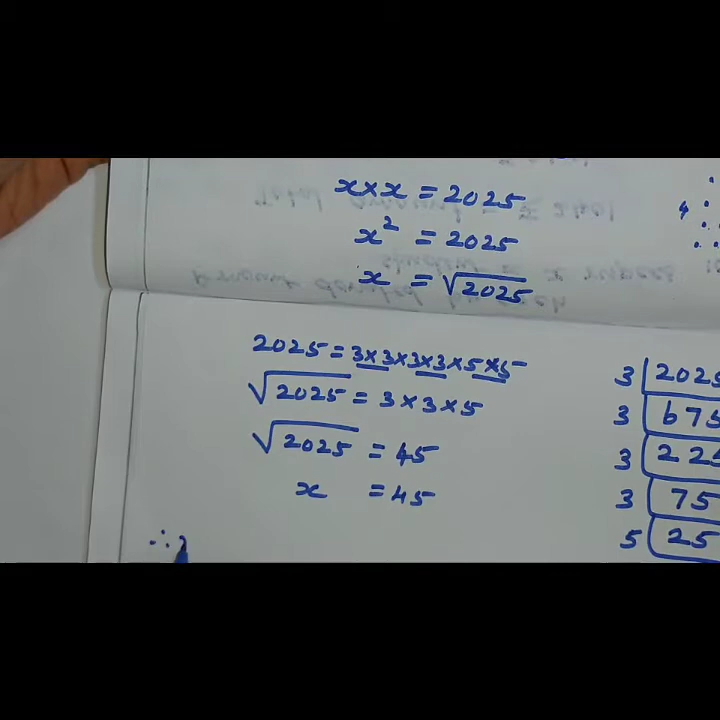 x×x = 2025
x² = 2025
x = √2025
2025 = 3×3×3×3×5×5
√2025 = 3×3×5
√2025 = 45
x = 45
∴
4
3 | 2025
3 | 675
3 | 225
3 | 75
5 | 25